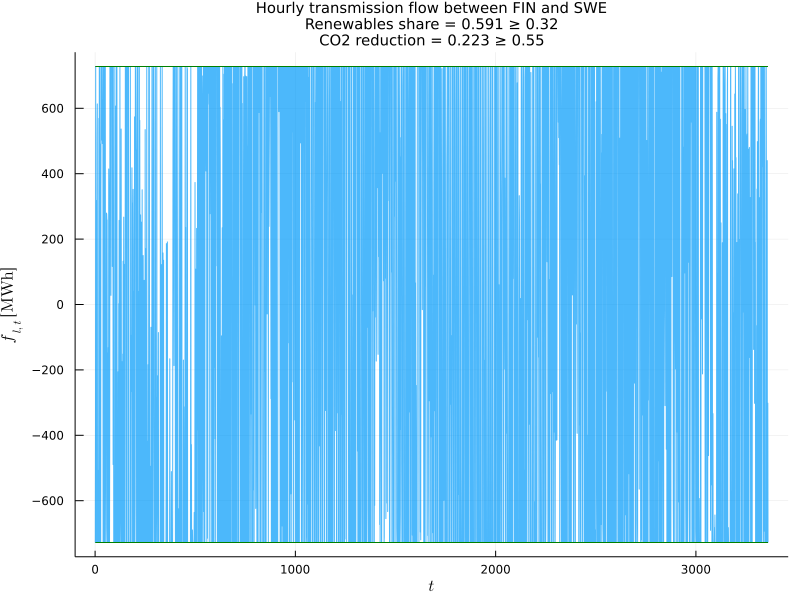 Hourly transmission flow between FIN and SWE
Renewables share = 0.591 ≥ 0.32
CO2 reduction = 0.223 ≥ 0.55
600
400
200
0
−200
−400
−600
f l,t [MWh]
0
1000
2000
3000
t